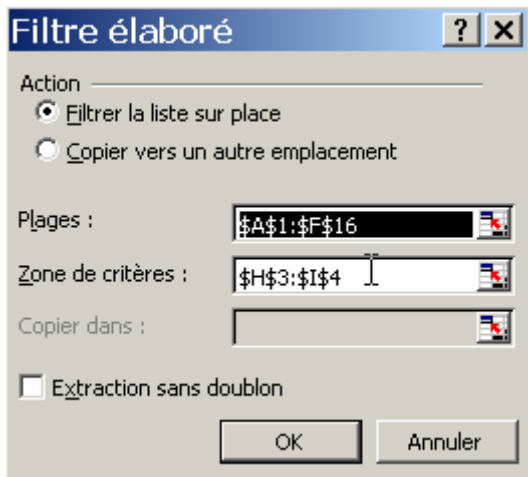 Filtre élaboré
Action
Filtrer la liste sur place
Copier vers un autre emplacement
Plages : $A$1:$F$16
Zone de critères : $H$3:$I$4
Copier dans :
Extraction sans doublon
OK Annuler